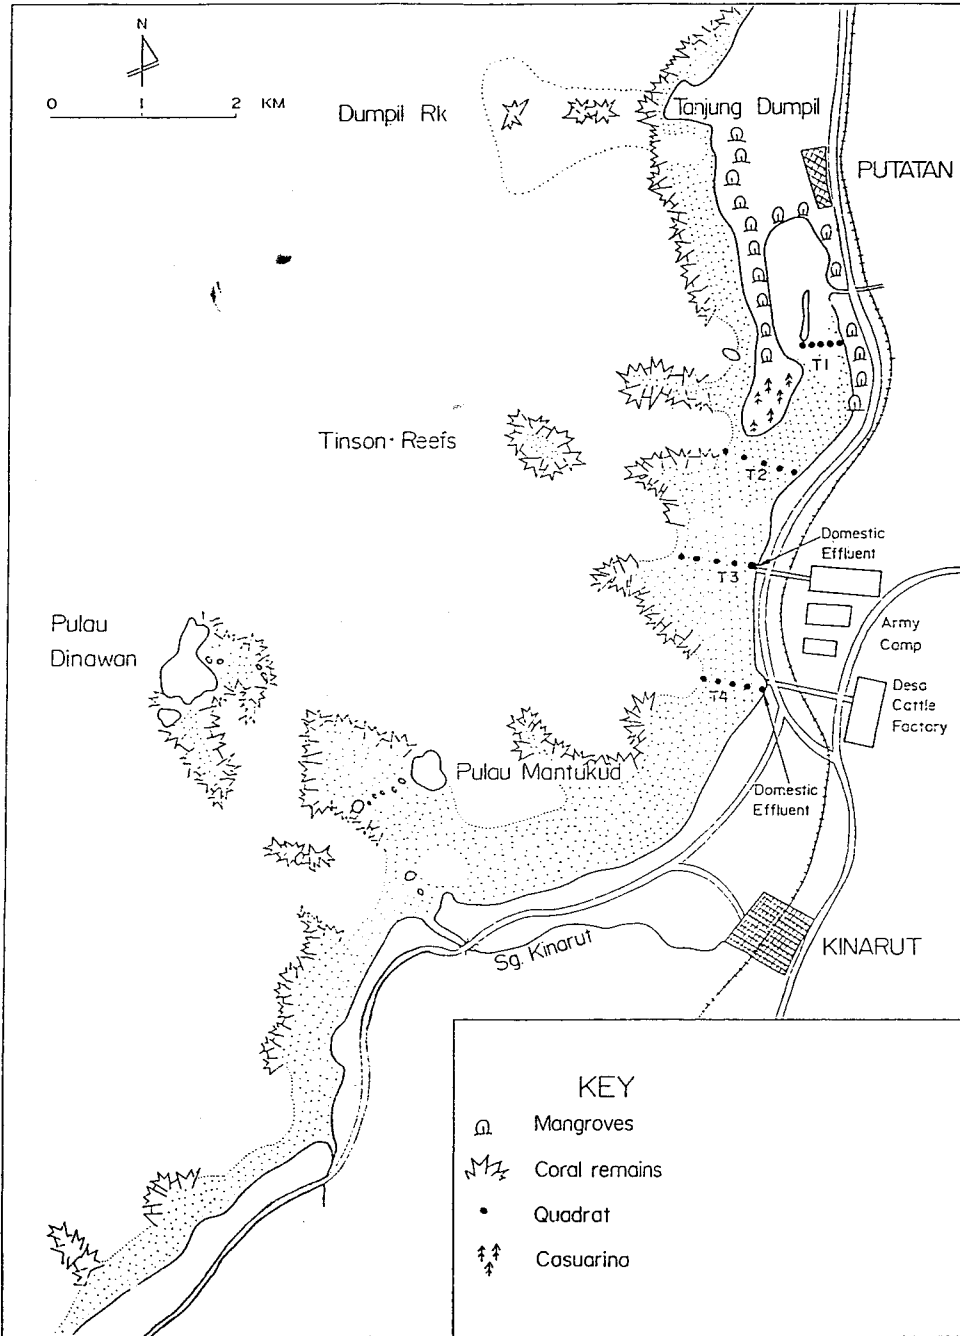 N
0 1 2 KM
Dumpil Rk
Tanjung Dumpil
PUTATAN
T1
Tinson Reefs
T2
Domestic
Effluent
T3
Pulau
Dinawan
Army
Camp
T4
Desa
Cattle
Factory
Pulau Mantukud
Domestic
Effluent
Sg. Kinarut
KINARUT
KEY
Mangroves
Coral remains
Quadrat
Casuarina